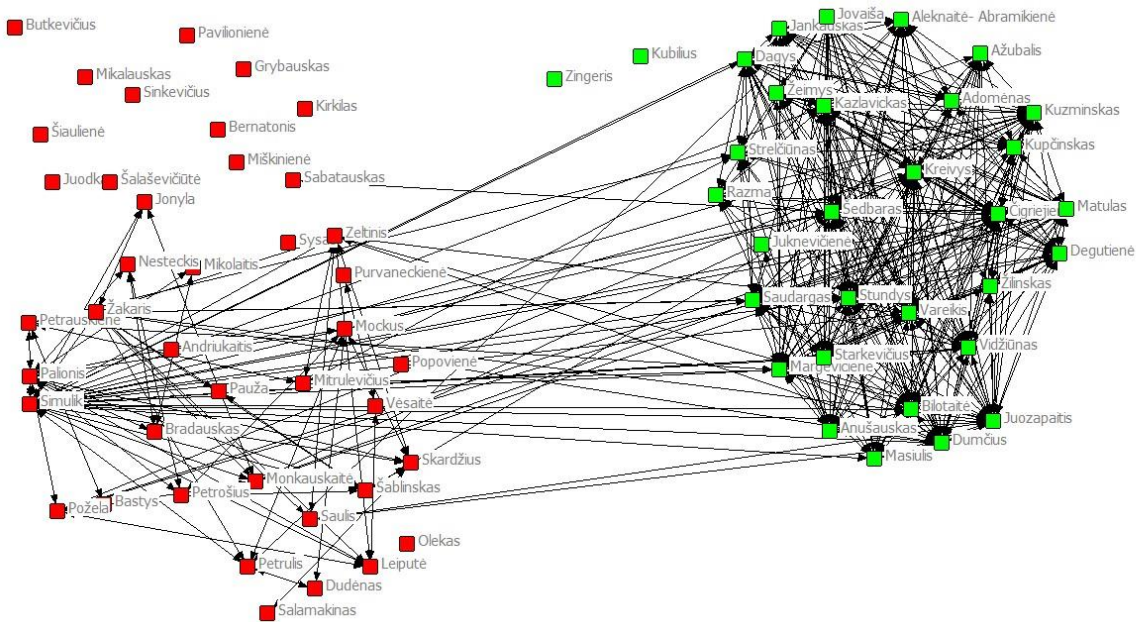 Butkevičius
Pavilionienė
Mikalauskas
Grybauskas
Sinkevičius
Kirkilas
Šiaulienė
Bernatonis
Miškinienė
Juodka
Šalaševičiūtė
Sabatauskas
Jonyla
Sysa
Zeltinis
Nesteckis
Mikolaitis
Purvaneckienė
Žakaris
Petrauskienė
Mockus
Andriukaitis
Popovienė
Palionis
Mitrulevičius
Pauža
Simulik
Vėsaitė
Bradauskas
Skardžius
Monkauskaitė
Šablinskas
Petrošius
Bastys
Požela
Saulis
Olekas
Petrulis
Leiputė
Dudėnas
Salamakinas
Kubilius
Zingeris
Jovaiša
Jankauskas
Aleknaitė- Abramikienė
Dagys
Ažubalis
Žeimys
Kazlavickas
Adomėnas
Kuzminskas
Strelčiūnas
Kupčinskas
Kreivys
Razma
Sedbaras
Cignejien
Matulas
Juknevičienė
Degutienė
Žilinskas
Saudargas
Stundys
Vareikis
Vidžiūnas
Starkevičius
Margevičienė
Bilotaitė
Juozapaitis
Anušauskas
Dumčius
Masiulis